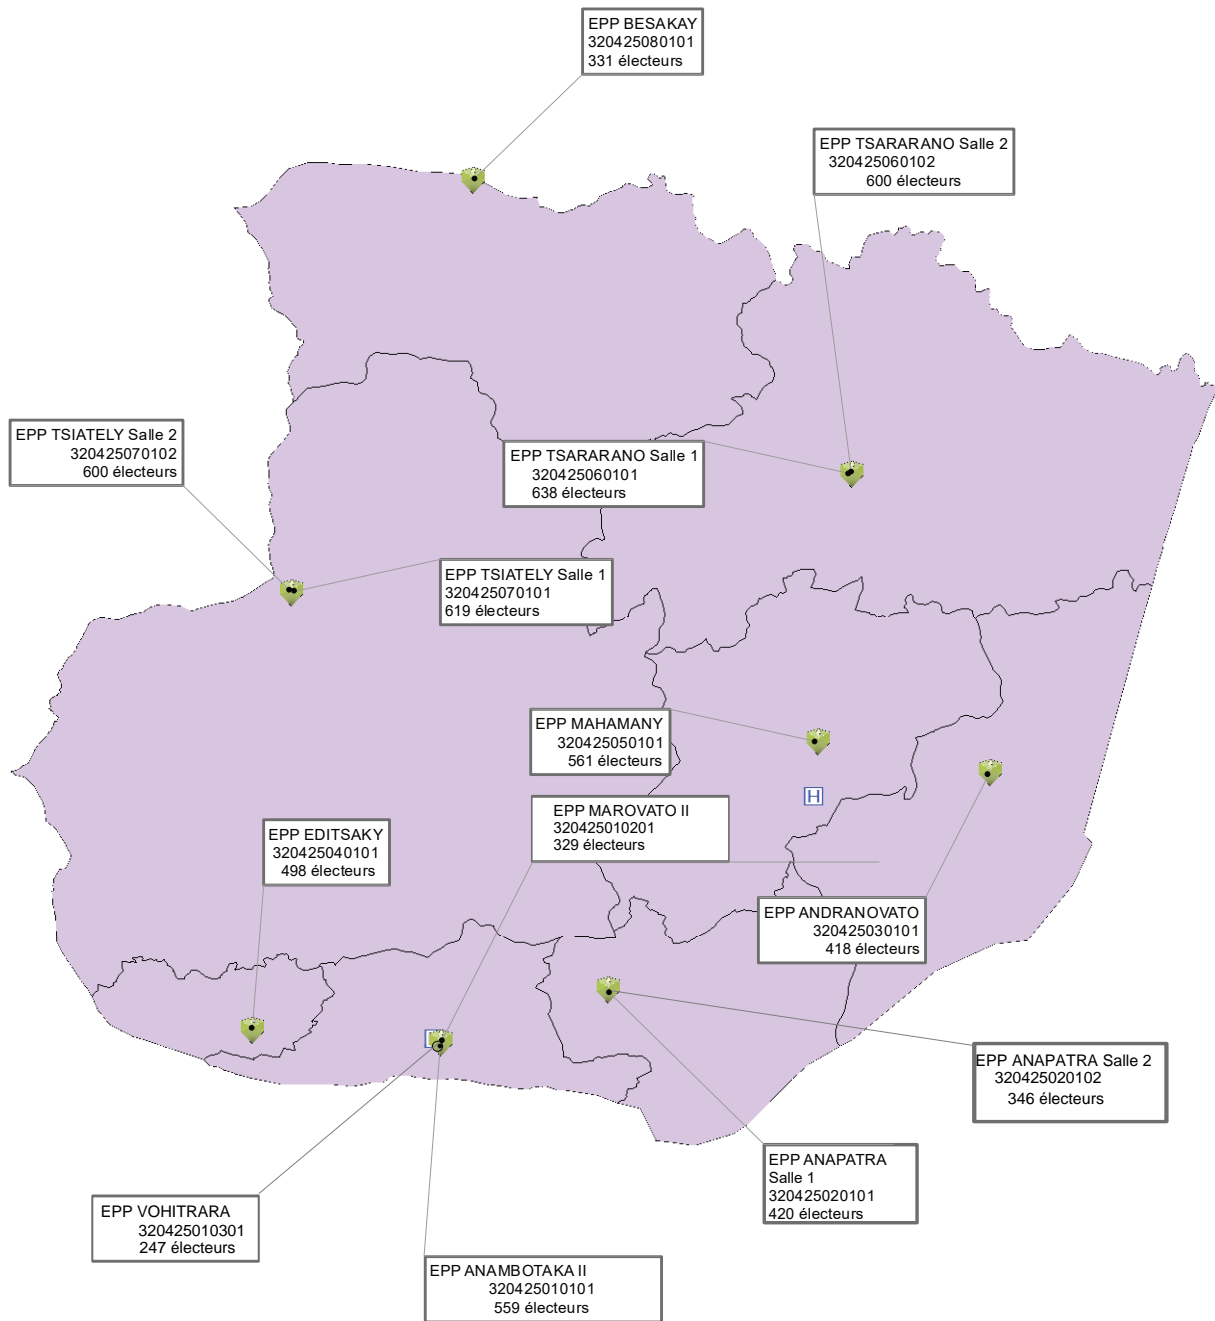 EPP BESAKAY
320425080101
331 électeurs
EPP TSARARANO Salle 2
320425060102
600 électeurs
EPP TSIATELY Salle 2
320425070102
600 électeurs
EPP TSARARANO Salle 1
320425060101
638 électeurs
EPP TSIATELY Salle 1
320425070101
619 électeurs
EPP MAHAMANY
320425050101
561 électeurs
H
EPP MAROVATO II
320425010201
329 électeurs
EPP EDITSAKY
320425040101
498 électeurs
EPP ANDRANOVATO
320425030101
418 électeurs
EPP ANAPATRA Salle 2
320425020102
346 électeurs
EPP ANAPATRA
Salle 1
320425020101
420 électeurs
EPP VOHITRARA
320425010301
247 électeurs
EPP ANAMBOTAKA II
320425010101
559 électeurs